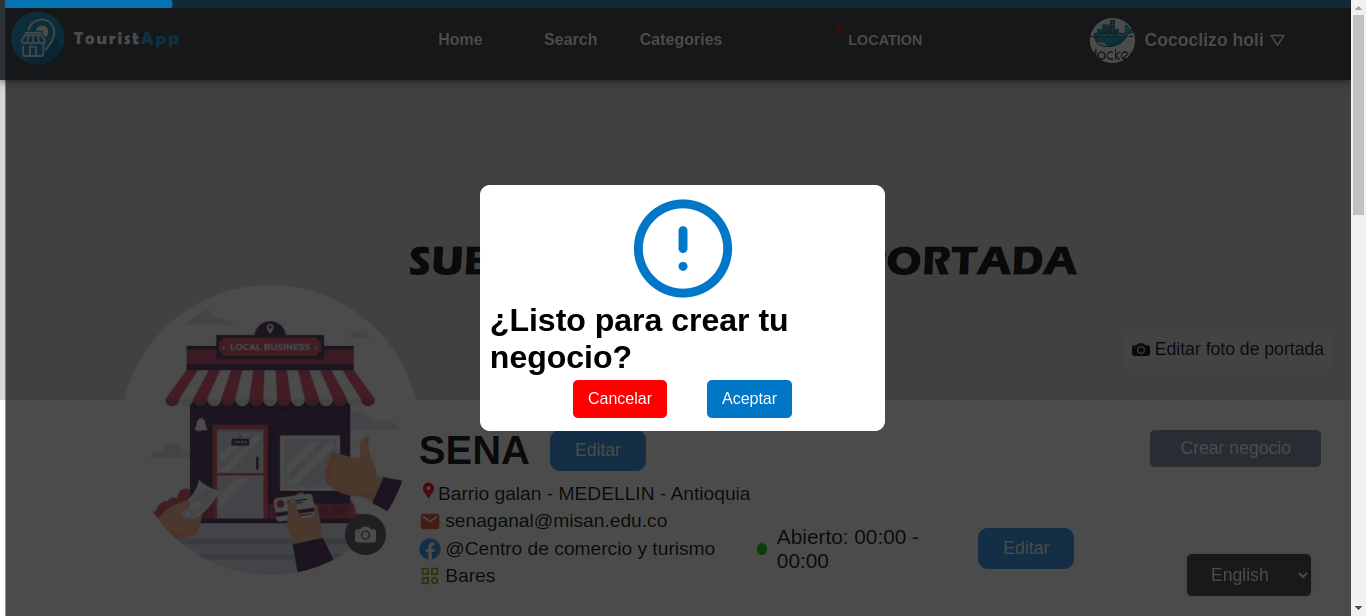 TouristApp
Home
Search
Categories
LOCATION
Cococlizo holi
¿Listo para crear tu
negocio?
Cancelar
Aceptar
LOCAL BUSINESS
Editar foto de portada
SENA
Editar
Crear negocio
Barrio galan - MEDELLIN - Antioquia
senaganal@misan.edu.co
@Centro de comercio y turismo
Bares
Abierto: 00:00 -
00:00
Editar
English